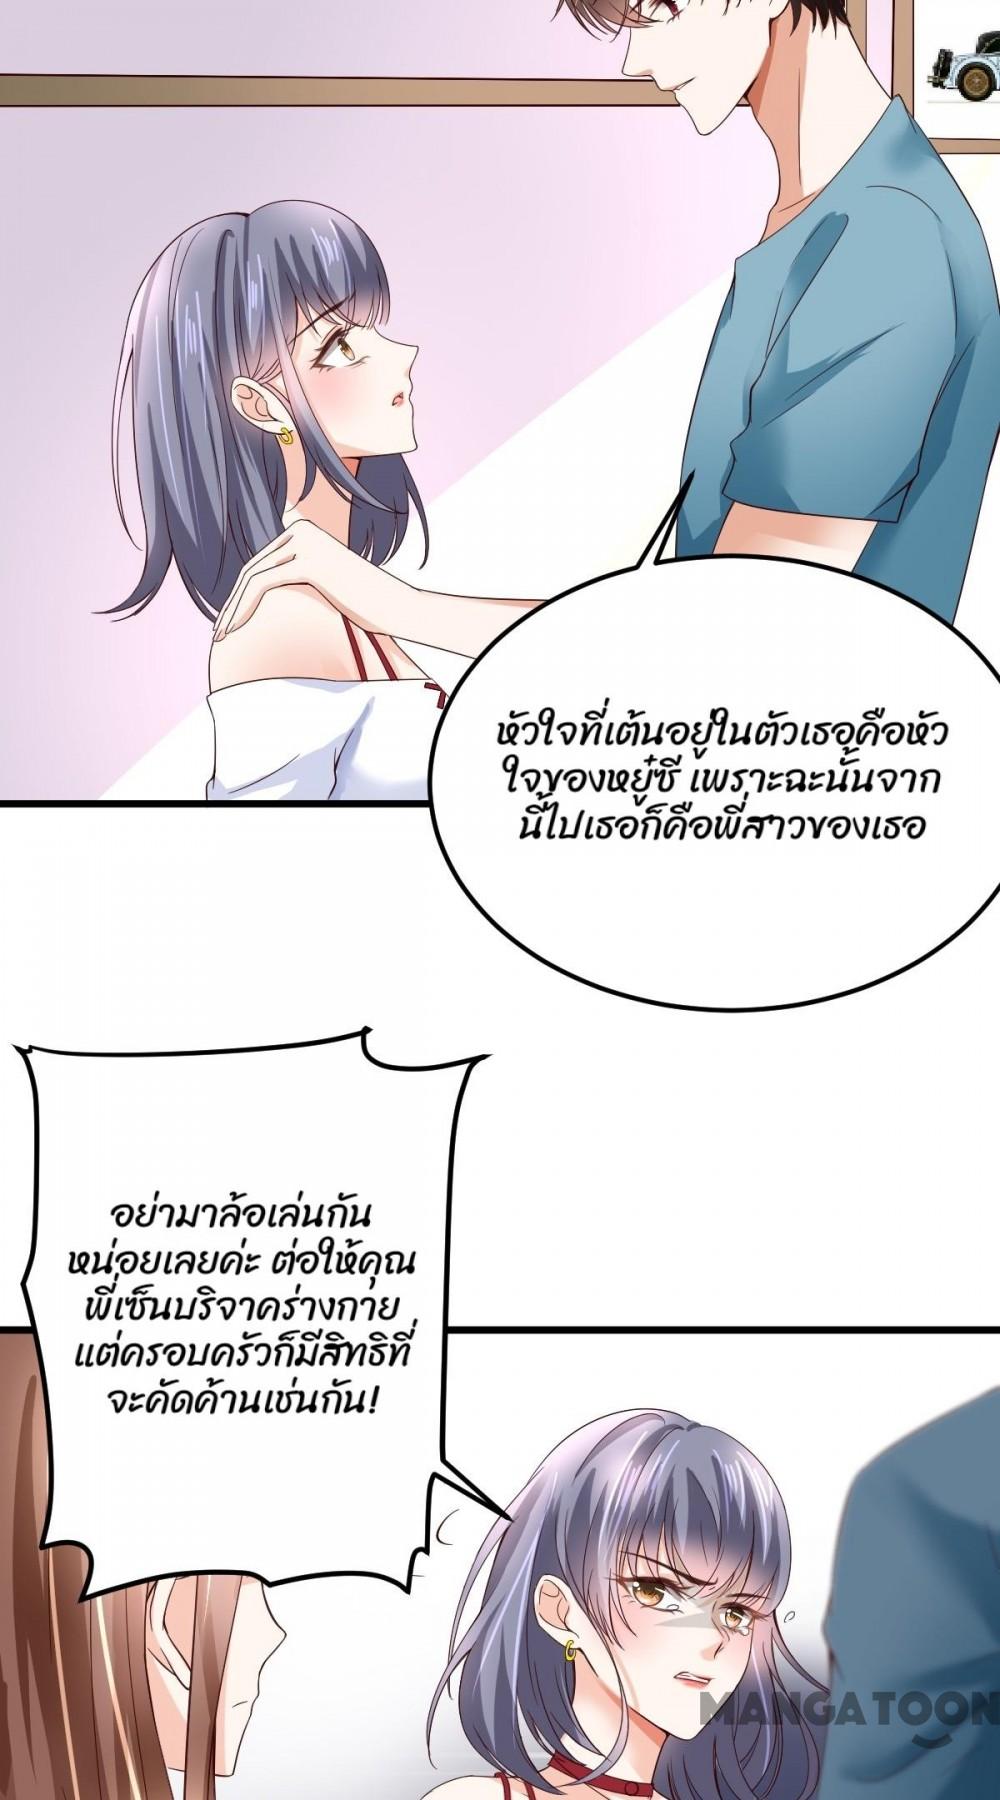 หัวใจที่เต้นอยู่ในตัวเธอคือหัว
ใจของหยู๋ซี เพราะฉะนั้นจาก
นี้ไปเธอก็คือพี่สาวของเธอ
อย่ามาล้อเล่นกัน
หน่อยเลยค่ะ ต่อให้คุณ
พี่เซ็นบริจาคร่างกาย
แต่ครอบครัวก็มีสิทธิที่
จะคัดค้านเช่นกัน!
MANGATOON